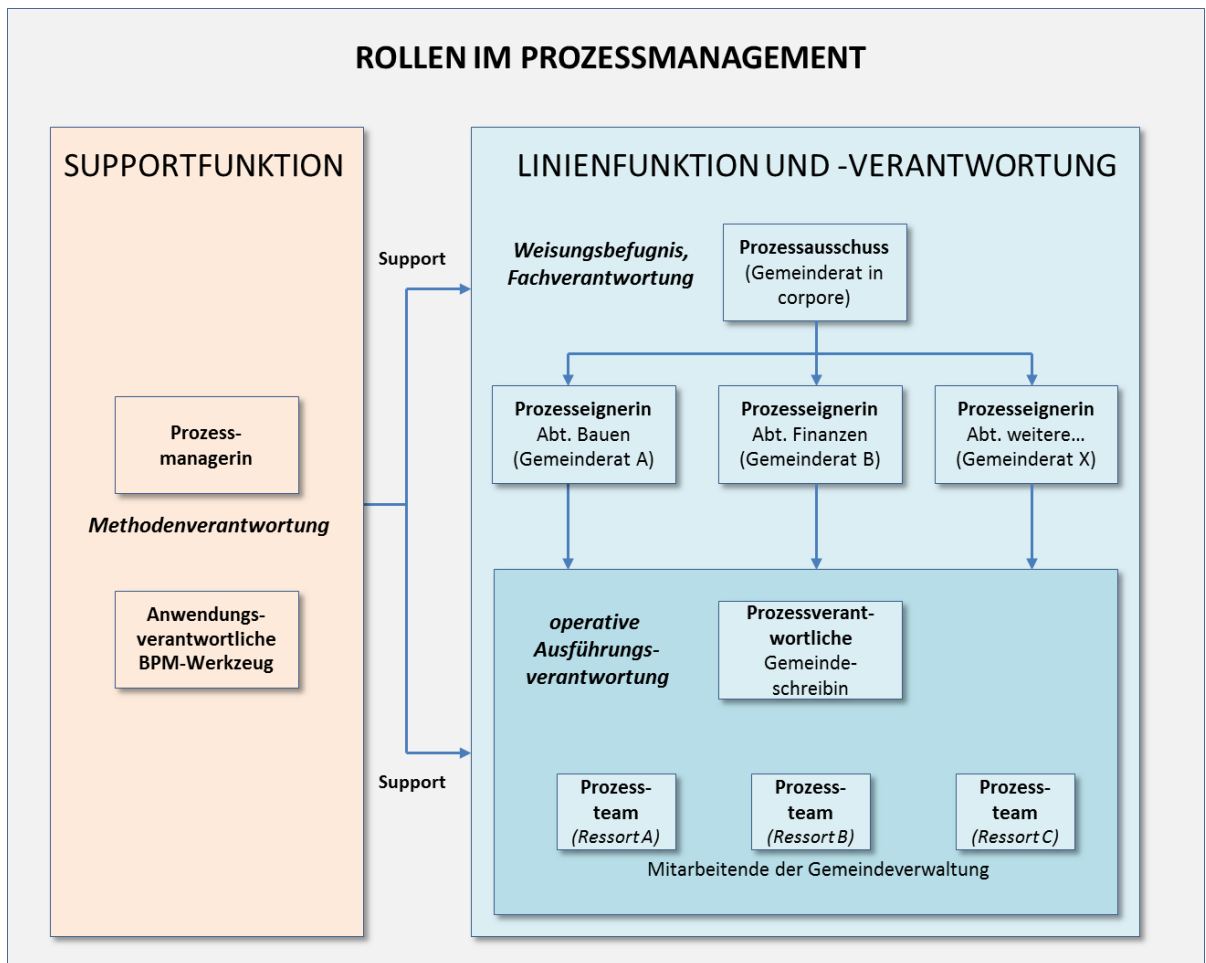 ROLLEN IM PROZESSMANAGEMENT
SUPPORTFUNKTION
Prozess-
managerin
Methodenverantwortung
Anwendungs-
verantwortliche
BPM-Werkzeug
Support
Support
LINIENFUNKTION UND -VERANTWORTUNG
Weisungsbefugnis,
Fachverantwortung
Prozessausschuss
(Gemeinderat in
corpore)
Prozesseignerin
Abt. Bauen
(Gemeinderat A)
Prozesseignerin
Abt. Finanzen
(Gemeinderat B)
Prozesseignerin
Abt. weitere...
(Gemeinderat X)
operative
Ausführungs-
verantwortung
Prozessverant-
wortliche
Gemeinde-
schreibin
Prozess-
team
(Ressort A)
Prozess-
team
(Ressort B)
Prozess-
team
(Ressort C)
Mitarbeitende der Gemeindeverwaltung